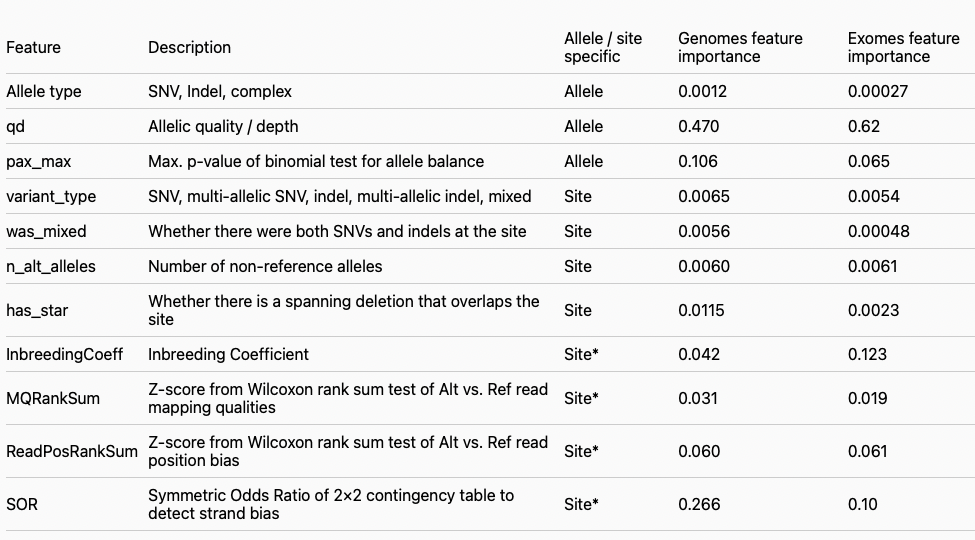 Feature Description Allele / site specific Genomes feature importance Exomes feature importance
Allele type SNV, Indel, complex Allele 0.0012 0.00027
qd Allelic quality / depth Allele 0.470 0.62
pax_max Max. p-value of binomial test for allele balance Allele 0.106 0.065
variant_type SNV, multi-allelic SNV, indel, multi-allelic indel, mixed Site 0.0065 0.0054
was_mixed Whether there were both SNVs and indels at the site Site 0.0056 0.00048
n_alt_alleles Number of non-reference alleles Site 0.0060 0.0061
has_star Whether there is a spanning deletion that overlaps the site Site 0.0115 0.0023
InbreedingCoeff Inbreeding Coefficient Site* 0.042 0.123
MQRankSum Z-score from Wilcoxon rank sum test of Alt vs. Ref read mapping qualities Site* 0.031 0.019
ReadPosRankSum Z-score from Wilcoxon rank sum test of Alt vs. Ref read position bias Site* 0.060 0.061
SOR Symmetric Odds Ratio of 2×2 contingency table to detect strand bias Site* 0.266 0.10